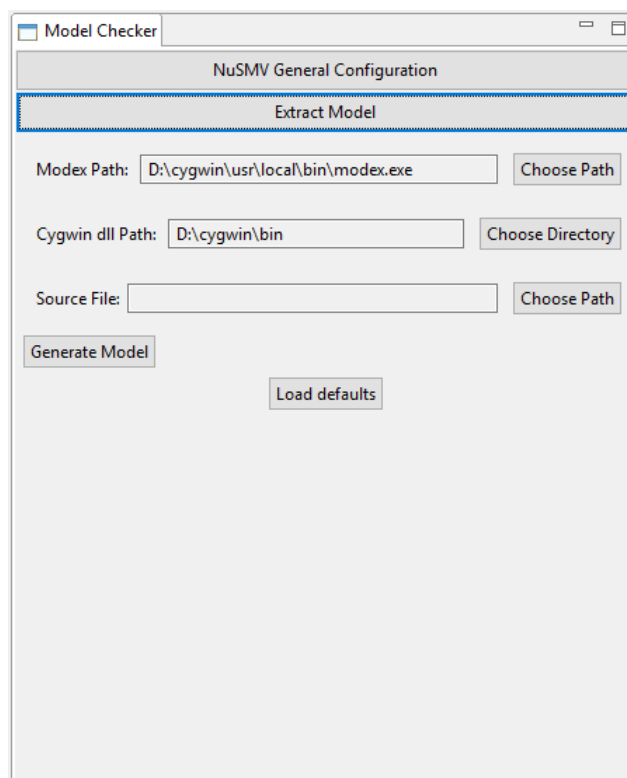 Model Checker
NuSMV General Configuration
Extract Model
Modex Path: D:\cygwin\usr\local\bin\modex.exe Choose Path
Cygwin dll Path: D:\cygwin\bin Choose Directory
Source File: Choose Path
Generate Model
Load defaults